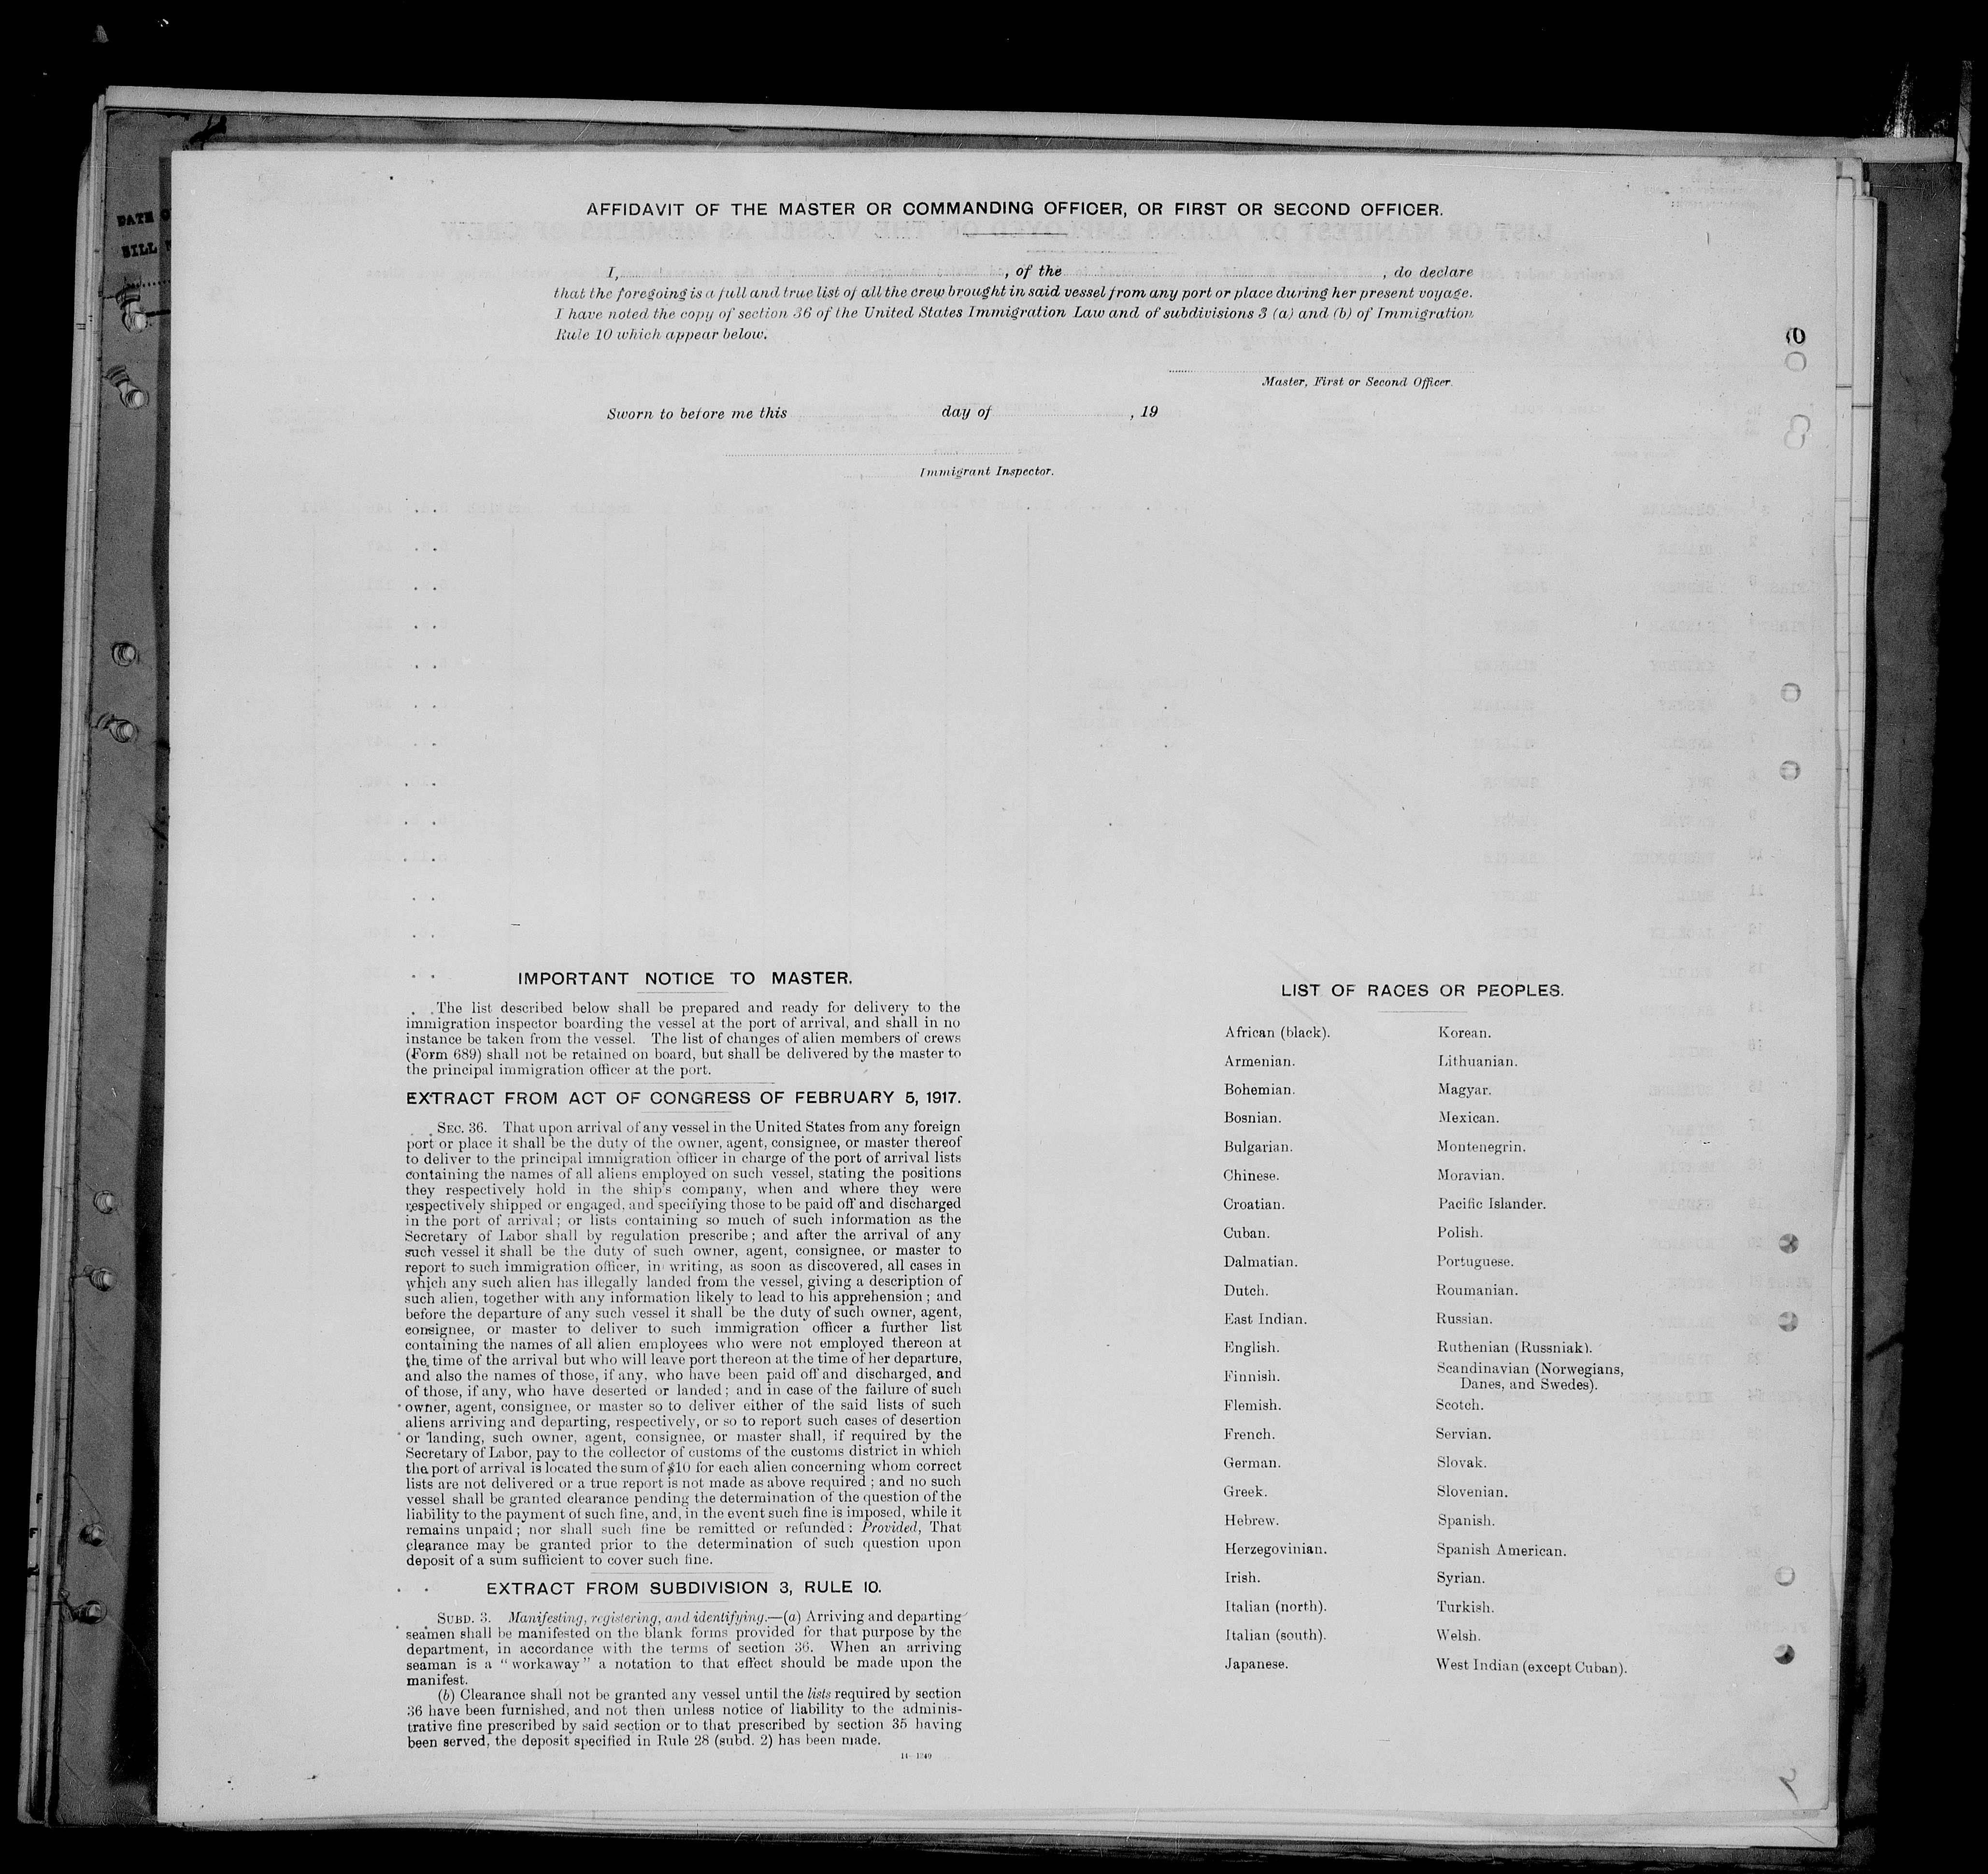 DATE O
BILL
AFFIDAVIT OF THE MASTER OR COMMANDING OFFICER, OR FIRST OR SECOND OFFICER.
I, , of the , do declare
that the foregoing is a full and true list of all the crew brought in said vessel from any port or place during her present voyage.
I have noted the copy of section 36 of the United States Immigration Law and of subdivisions 3 (a) and (b) of Immigration
Rule 10 which appear below.
Master, First or Second Officer.
Sworn to before me this day of , 19
Immigrant Inspector.
IMPORTANT NOTICE TO MASTER.
The list described below shall be prepared and ready for delivery to the
immigration inspector boarding the vessel at the port of arrival, and shall in no
instance be taken from the vessel. The list of changes of alien members of crews
(Form 689) shall not be retained on board, but shall be delivered by the master to
the principal immigration officer at the port.
EXTRACT FROM ACT OF CONGRESS OF FEBRUARY 5, 1917.
SEC. 36. That upon arrival of any vessel in the United States from any foreign
port or place it shall be the duty of the owner, agent, consignee, or master thereof
to deliver to the principal immigration officer in charge of the port of arrival lists
containing the names of all aliens employed on such vessel, stating the positions
they respectively hold in the ship's company, when and where they were
respectively shipped or engaged, and specifying those to be paid off and discharged
in the port of arrival; or lists containing so much of such information as the
Secretary of Labor shall by regulation prescribe; and after the arrival of any
such vessel it shall be the duty of such owner, agent, consignee, or master to
report to such immigration officer, in writing, as soon as discovered, all cases in
which any such alien has illegally landed from the vessel, giving a description of
such alien, together with any information likely to lead to his apprehension; and
before the departure of any such vessel it shall be the duty of such owner, agent,
consignee, or master to deliver to such immigration officer a further list
containing the names of all alien employees who were not employed thereon at
the time of the arrival but who will leave port thereon at the time of her departure,
and also the names of those, if any, who have been paid off and discharged, and
of those, if any, who have deserted or landed; and in case of the failure of such
owner, agent, consignee, or master so to deliver either of the said lists of such
aliens arriving and departing, respectively, or so to report such cases of desertion
or landing, such owner, agent, consignee, or master shall, if required by the
Secretary of Labor, pay to the collector of customs of the customs district in which
the port of arrival is located the sum of $10 for each alien concerning whom correct
lists are not delivered or a true report is not made as above required; and no such
vessel shall be granted clearance pending the determination of the question of the
liability to the payment of such fine, and, in the event such fine is imposed, while it
remains unpaid; nor shall such fine be remitted or refunded: Provided, That
clearance may be granted prior to the determination of such question upon
deposit of a sum sufficient to cover such fine.
EXTRACT FROM SUBDIVISION 3, RULE 10.
SUBD. 3. Manifesting, registering, and identifying.—(a) Arriving and departing
seamen shall be manifested on the blank forms provided for that purpose by the
department, in accordance with the terms of section 36. When an arriving
seaman is a "workaway" a notation to that effect should be made upon the
manifest.
(b) Clearance shall not be granted any vessel until the lists required by section
36 have been furnished, and not then unless notice of liability to the adminis-
trative fine prescribed by said section or to that prescribed by section 35 having
been served, the deposit specified in Rule 28 (subd. 2) has been made.
14—1240
LIST OF RACES OR PEOPLES.
African (black).
Armenian.
Bohemian.
Bosnian.
Bulgarian.
Chinese.
Croatian.
Cuban.
Dalmatian.
Dutch.
East Indian.
English.
Finnish.
Flemish.
French.
German.
Greek.
Hebrew.
Herzegovinian.
Irish.
Italian (north).
Italian (south).
Japanese.
Korean.
Lithuanian.
Magyar.
Mexican.
Montenegrin.
Moravian.
Pacific Islander.
Polish.
Portuguese.
Roumanian.
Russian.
Ruthenian (Russniak).
Scandinavian (Norwegians,
Danes, and Swedes).
Scotch.
Servian.
Slovak.
Slovenian.
Spanish.
Spanish American.
Syrian.
Turkish.
Welsh.
West Indian (except Cuban).